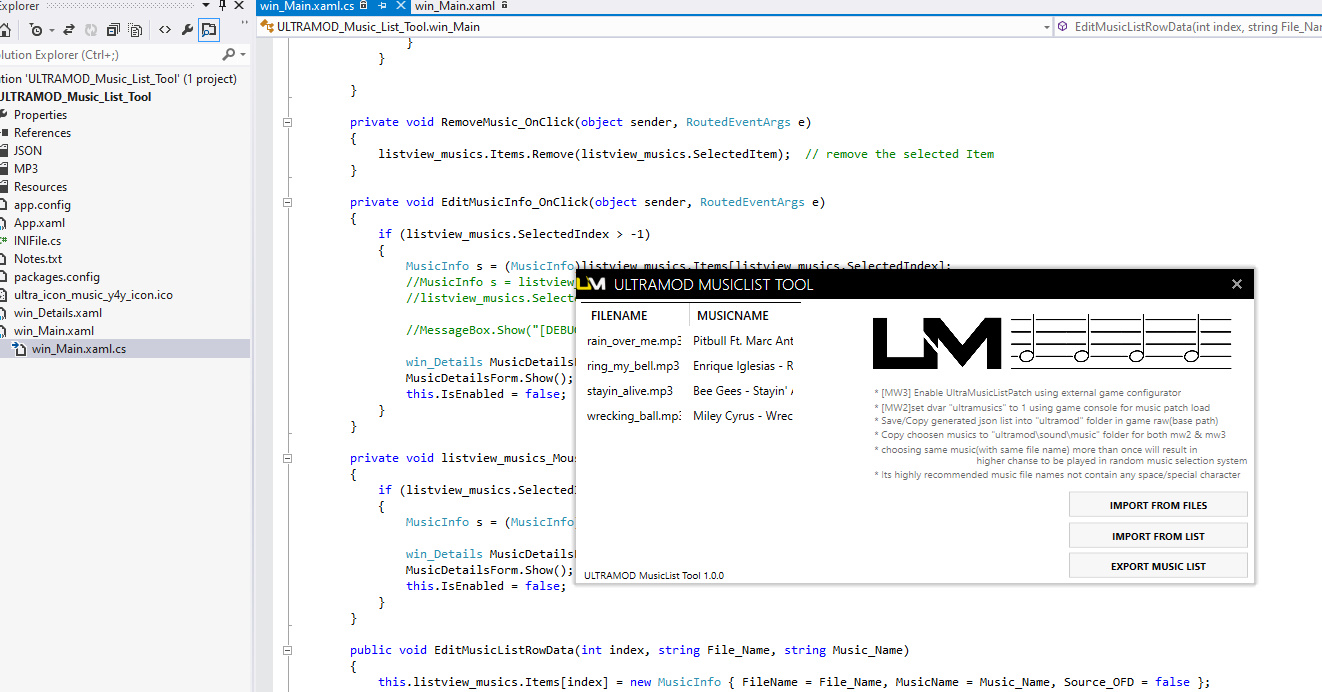 Explorer
win_Main.xaml.cs
win_Main.xaml
ULTRAMOD_Music_List_Tool.win_Main
EditMusicListRowData(int index, string File_Nar
lution Explorer (Ctrl+;)
tion 'ULTRAMOD_Music_List_Tool' (1 project)
ULTRAMOD_Music_List_Tool
Properties
References
JSON
MP3
Resources
app.config
App.xaml
INIFile.cs
Notes.txt
packages.config
ultra_icon_music_y4y_icon.ico
win_Details.xaml
win_Main.xaml
win_Main.xaml.cs
}
}
}
private void RemoveMusic_OnClick(object sender, RoutedEventArgs e)
{
listview_musics.Items.Remove(listview_musics.SelectedItem);  // remove the selected Item
}
private void EditMusicInfo_OnClick(object sender, RoutedEventArgs e)
{
if (listview_musics.SelectedIndex > -1)
{
MusicInfo s = (MusicInfo)listview_musics.Items[listview_musics.SelectedIndex];
//MusicInfo s = listview
//listview_musics.Select
//MessageBox.Show("[DEBU
win_Details MusicDetails
MusicDetailsForm.Show();
this.IsEnabled = false;
}
}
private void listview_musics_Mou
{
if (listview_musics.Selected
{
MusicInfo s = (MusicInfo
win_Details MusicDetails
MusicDetailsForm.Show();
this.IsEnabled = false;
}
}
public void EditMusicListRowData(int index, string File_Name, string Music_Name)
{
this.listview_musics.Items[index] = new MusicInfo { FileName = File_Name, MusicName = Music_Name, Source_OFD = false };
UM ULTRAMOD MUSICLIST TOOL
FILENAME MUSICNAME
rain_over_me.mp3 Pitbull Ft. Marc Ant
ring_my_bell.mp3 Enrique Iglesias - R
stayin_alive.mp3 Bee Gees - Stayin' A
wrecking_ball.mp3 Miley Cyrus - Wrec
UM
* [MW3] Enable UltraMusicListPatch using external game configurator
* [MW2]set dvar "ultramusics" to 1 using game console for music patch load
* Save/Copy generated json list into "ultramod" folder in game raw(base path)
* Copy choosen musics to "ultramod\sound\music" folder for both mw2 & mw3
* choosing same music(with same file name) more than once will result in
higher chanse to be played in random music selection system
* Its highly recommended music file names not contain any space/special character
IMPORT FROM FILES
IMPORT FROM LIST
EXPORT MUSIC LIST
ULTRAMOD MusicList Tool 1.0.0